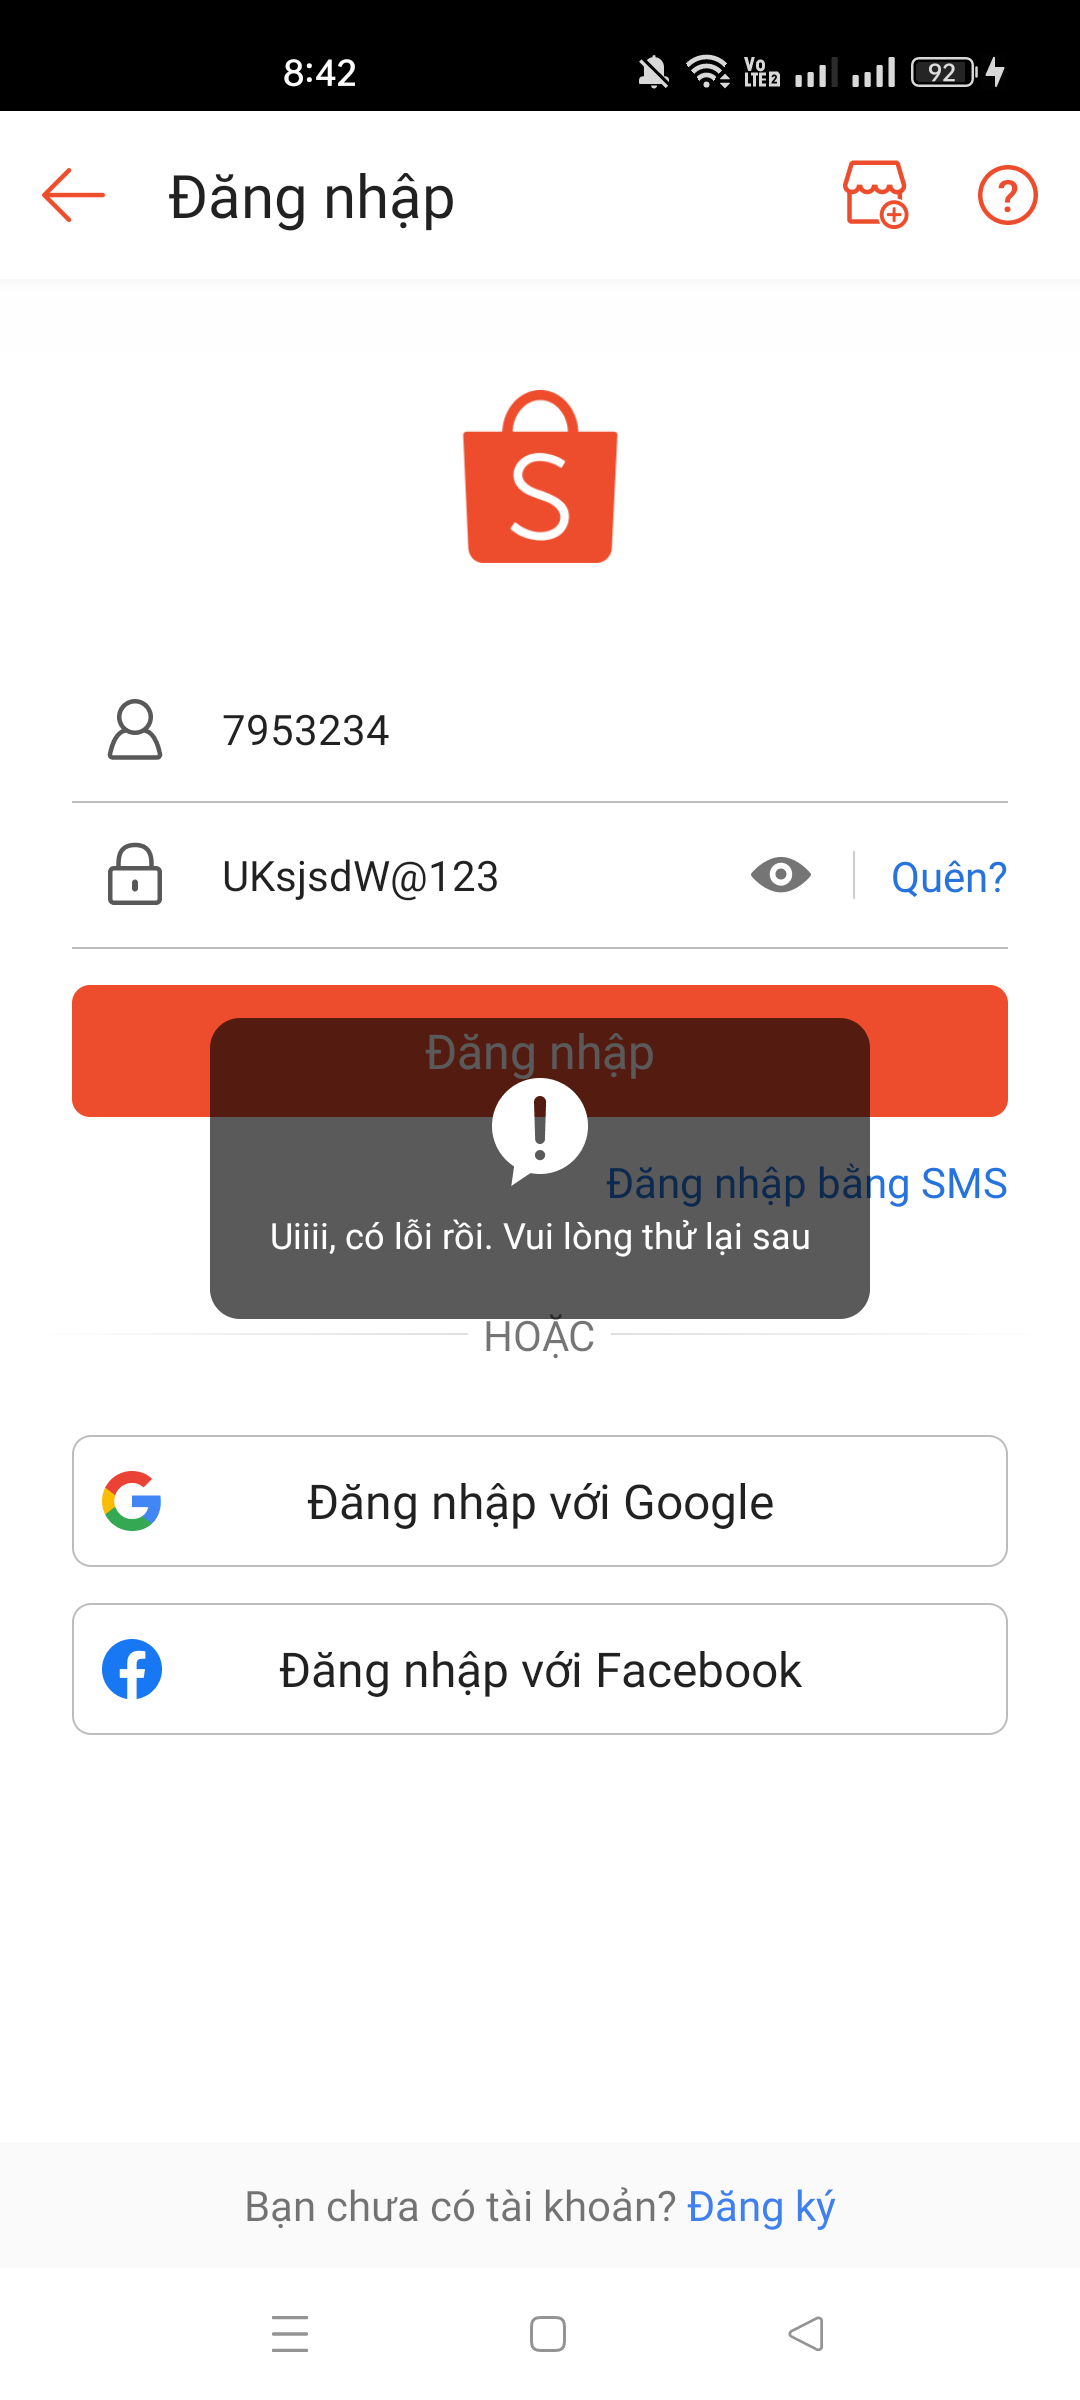 8:42
Vo
LTE 2
92
Đăng nhập
?
S
7953234
UKsjsdW@123
Quên?
Đăng nhập
Đăng nhập bằng SMS
Uiiii, có lỗi rồi. Vui lòng thử lại sau
HOẶC
Đăng nhập với Google
Đăng nhập với Facebook
Bạn chưa có tài khoản? Đăng ký